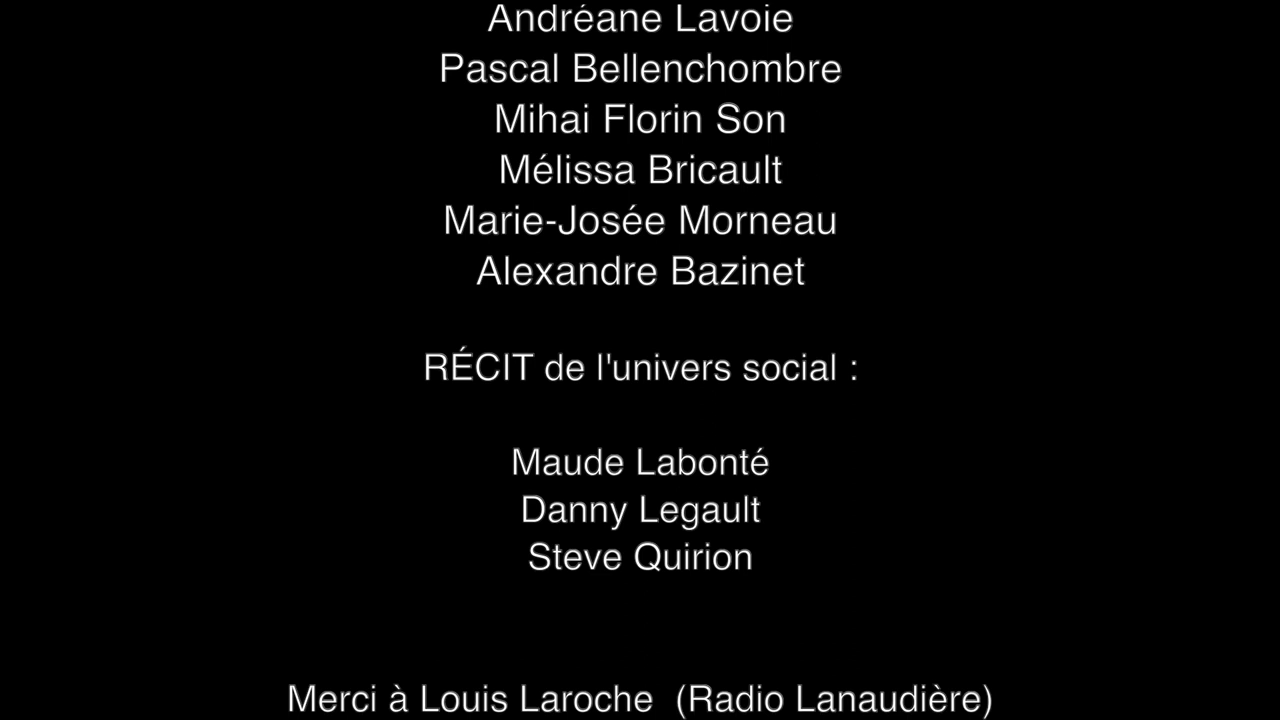 Andréane Lavoie
Pascal Bellenchombre
Mihai Florin Son
Mélissa Bricault
Marie-Josée Morneau
Alexandre Bazinet
RÉCIT de l'univers social :
Maude Labonté
Danny Legault
Steve Quirion
Merci à Louis Laroche  (Radio Lanaudière)